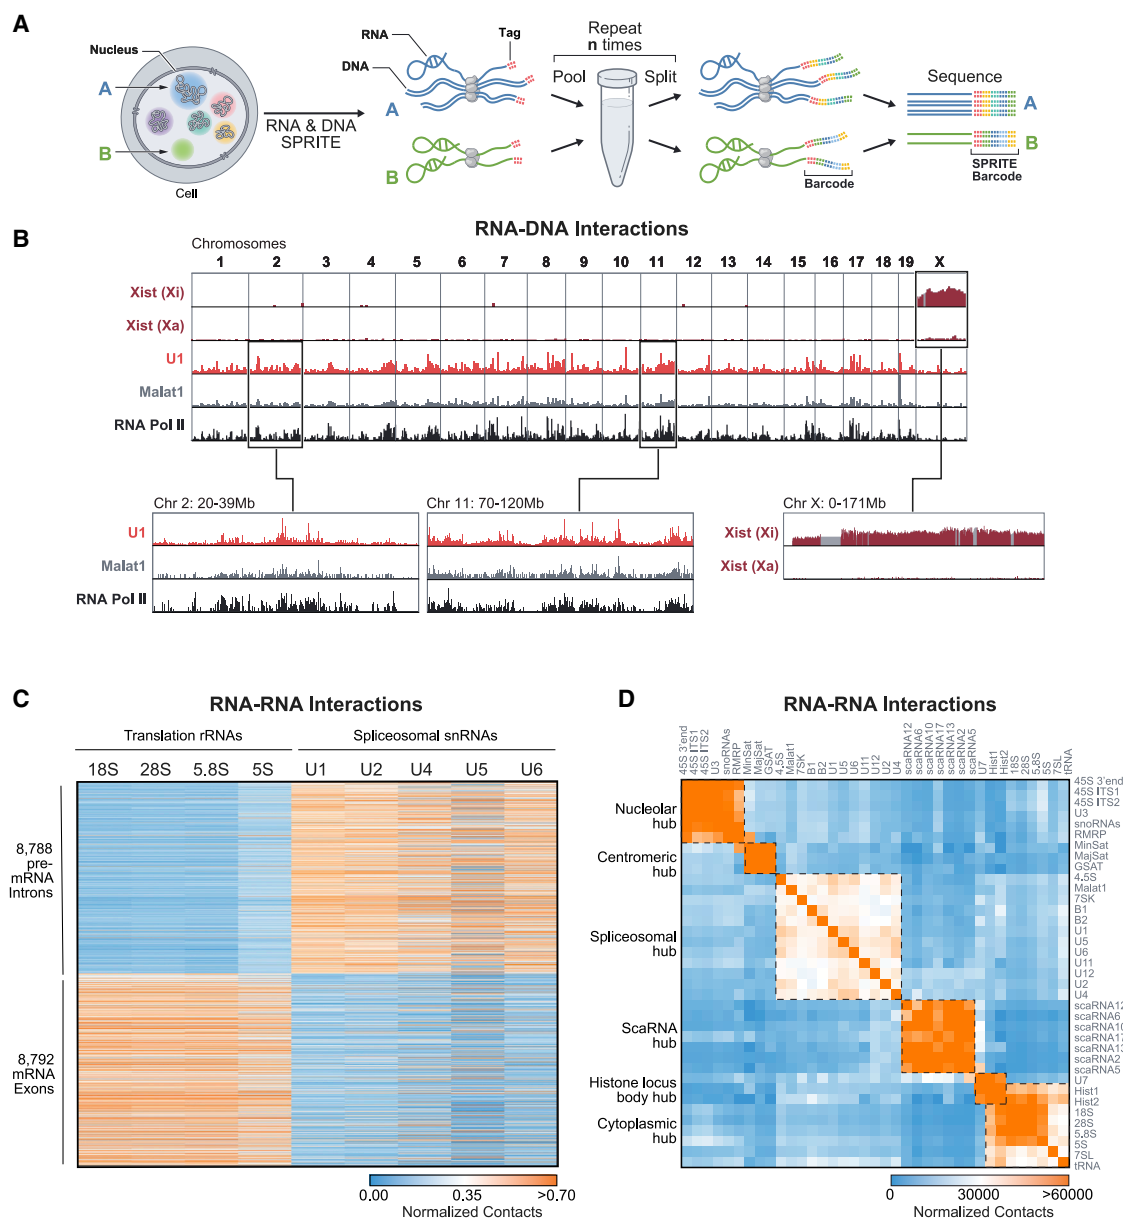 A
Nucleus
A
B
Cell
RNA & DNA
SPRITE
RNA
DNA
Tag
A
B
Repeat
n times
Pool
Split
Barcode
Sequence
A
B
SPRITE
Barcode
B
RNA-DNA Interactions
Chromosomes
1 2 3 4 5 6 7 8 9 10 11 12 13 14 15 16 17 18 19 X
Xist (Xi)
Xist (Xa)
U1
Malat1
RNA Pol II
Chr 2: 20-39Mb
Chr 11: 70-120Mb
Chr X: 0-171Mb
U1
Malat1
RNA Pol II
Xist (Xi)
Xist (Xa)
C
RNA-RNA Interactions
Translation rRNAs
Spliceosomal snRNAs
18S 28S 5.8S 5S U1 U2 U4 U5 U6
8,788
pre-
mRNA
Introns
8,792
mRNA
Exons
0.00 0.35 >0.70
Normalized Contacts
D
RNA-RNA Interactions
45S 3'end
45S ITS1
45S ITS2
U3
snoRNAs
RMRP
MinSat
MajSat
GSAT
4.5S
Malat1
7SK
B1
B2
U1
U5
U6
U11
U12
U2
U4
scaRNA12
scaRNA6
scaRNA10
scaRNA17
scaRNA13
scaRNA2
scaRNA5
U7
Hist1
Hist2
18S
28S
5.8S
5S
7SL
tRNA
Nucleolar
hub
Centromeric
hub
Spliceosomal
hub
ScaRNA
hub
Histone locus
body hub
Cytoplasmic
hub
45S 3'end
45S ITS1
45S ITS2
U3
snoRNAs
RMRP
MinSat
MajSat
GSAT
4.5S
Malat1
7SK
B1
B2
U1
U5
U6
U11
U12
U2
U4
scaRNA12
scaRNA6
scaRNA10
scaRNA17
scaRNA13
scaRNA2
scaRNA5
U7
Hist1
Hist2
18S
28S
5.8S
5S
7SL
tRNA
0 30000 >60000
Normalized Contacts